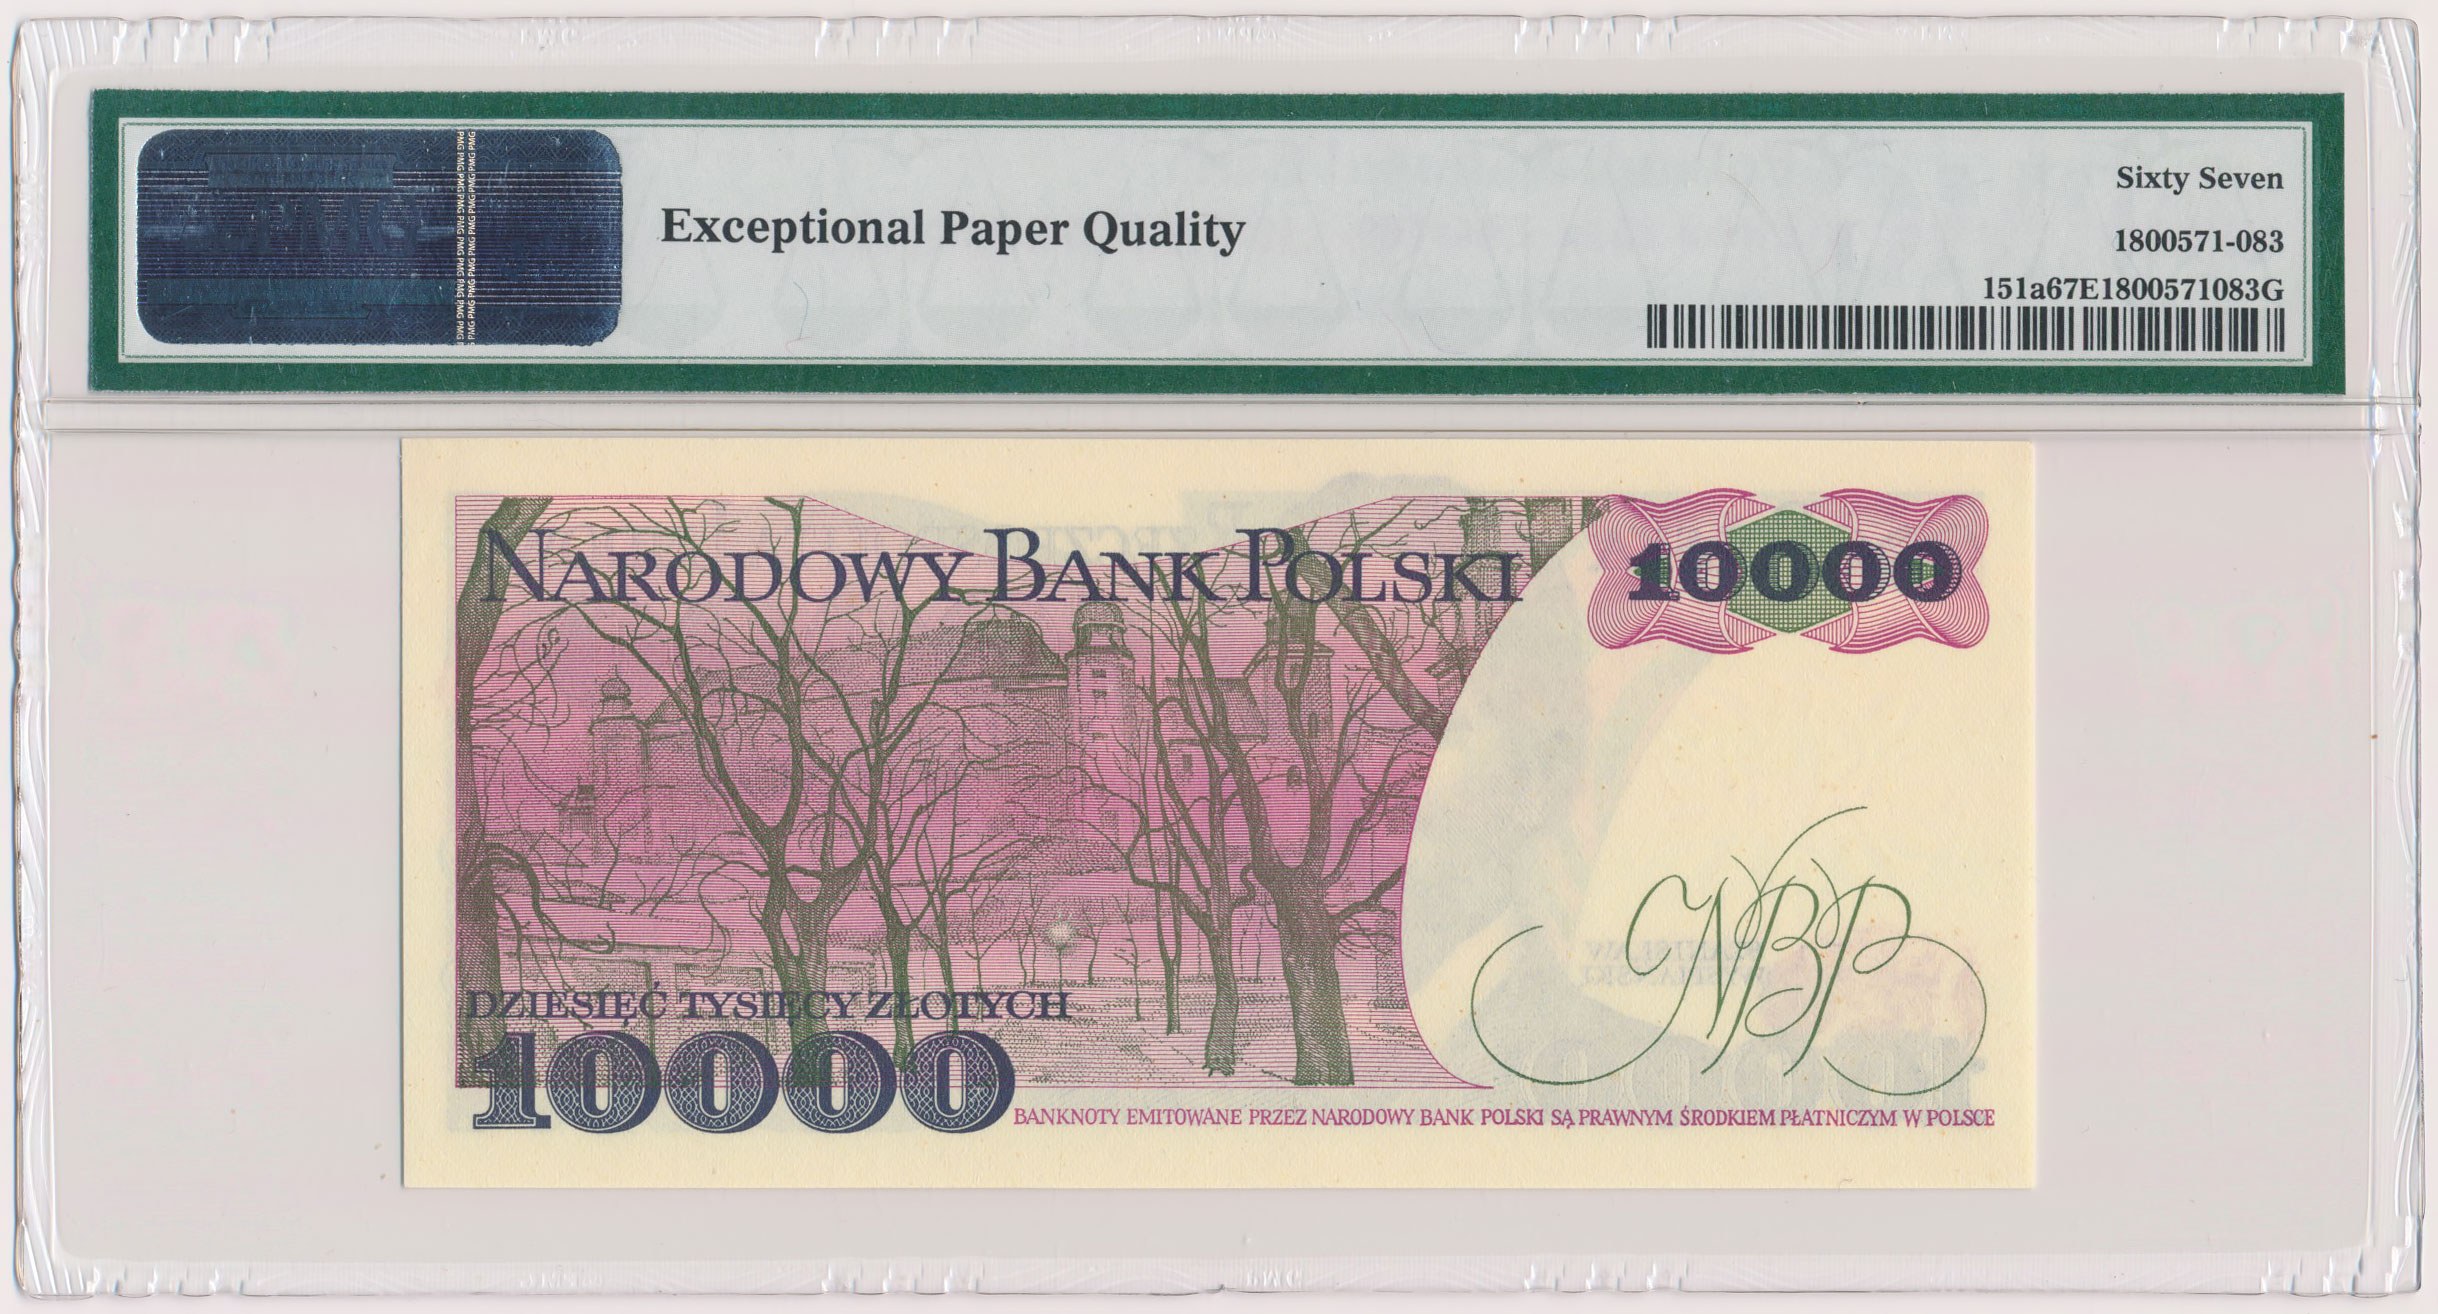 Exceptional Paper Quality
Sixty Seven
1800571-083
151a67E1800571083G
NARODOWY BANK POLSKI
10000
DZIESIĘĆ TYSIĘCY ZŁOTYCH
10000
NBP
BANKNOTY EMITOWANE PRZEZ NARODOWY BANK POLSKI SĄ PRAWNYM ŚRODKIEM PŁATNICZYM W POLSCE